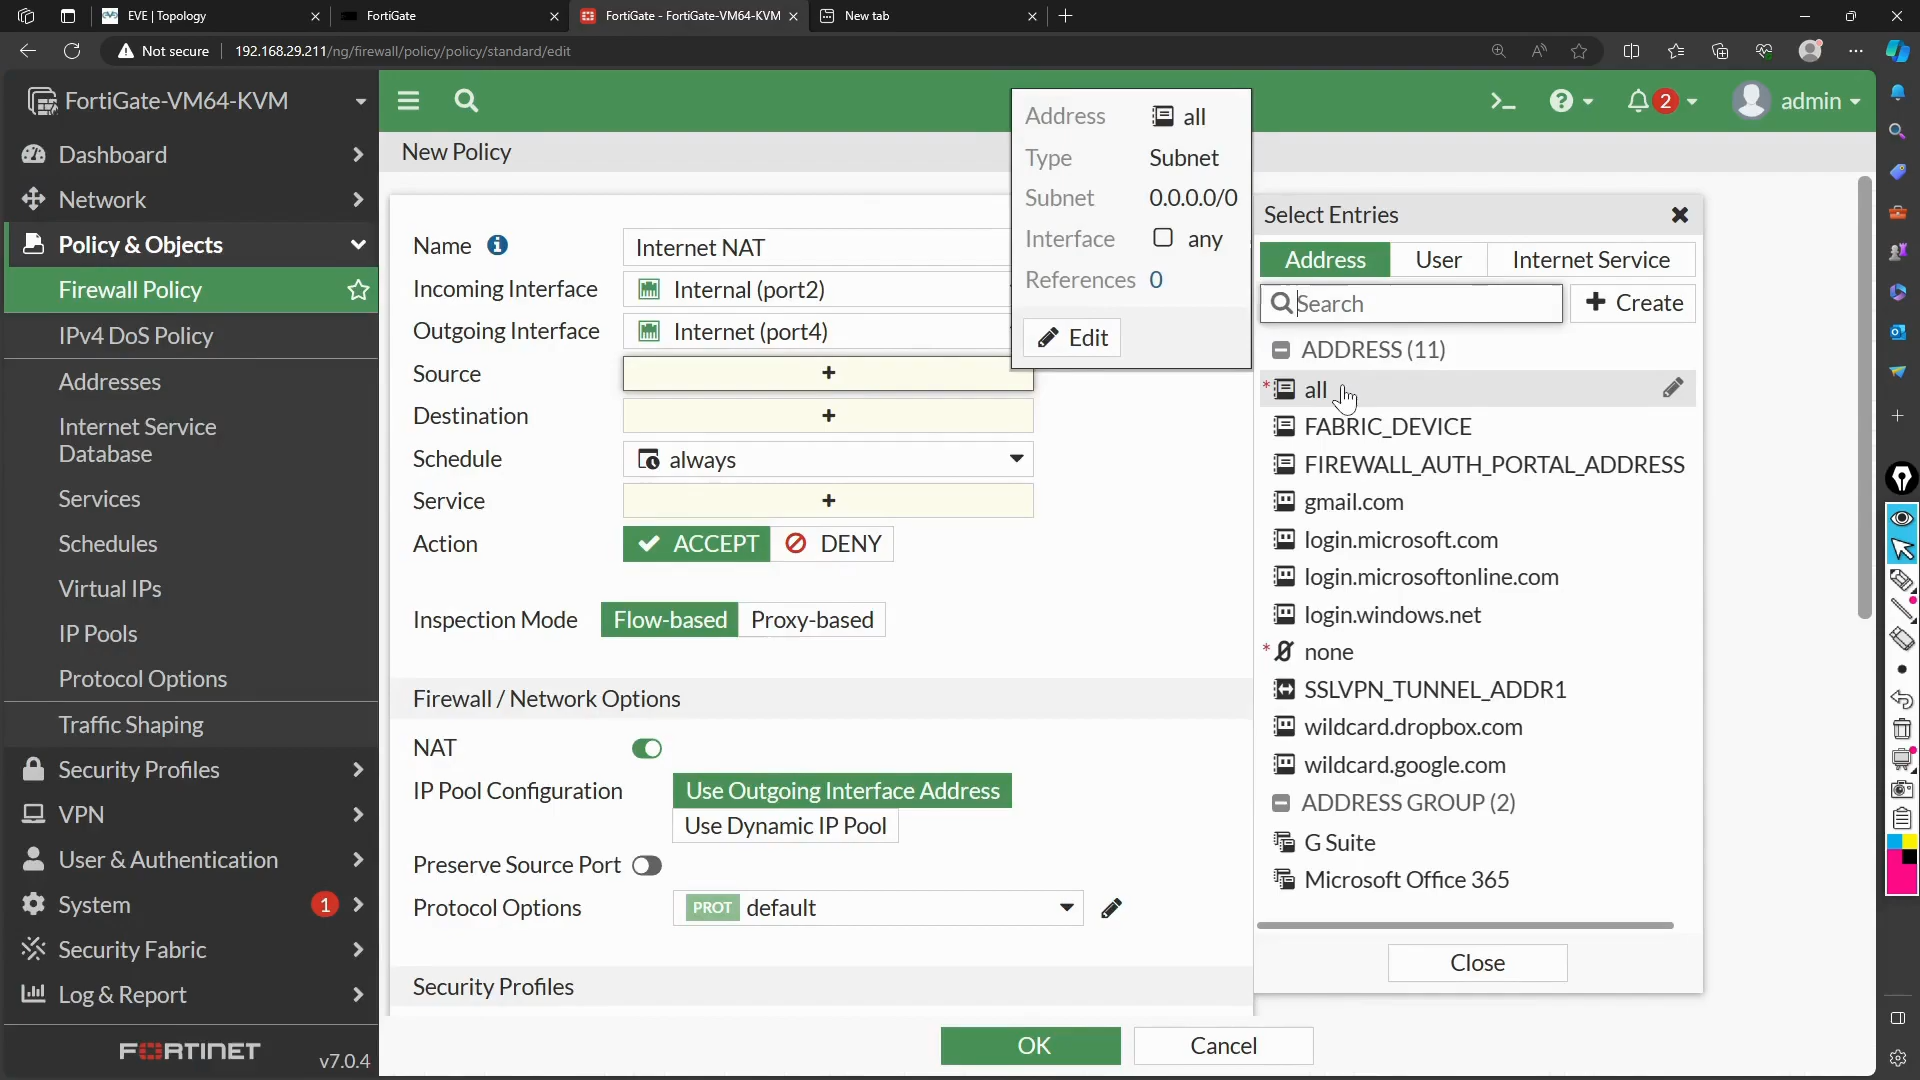 EVE | Topology
FortiGate
FortiGate - FortiGate-VM64-KVM
New tab
Not secure
192.168.29.211/ng/firewall/policy/policy/standard/edit
FortiGate-VM64-KVM
2
admin
Dashboard
Network
Policy & Objects
Firewall Policy
IPv4 DoS Policy
Addresses
Internet Service
Database
Services
Schedules
Virtual IPs
IP Pools
Protocol Options
Traffic Shaping
Security Profiles
VPN
User & Authentication
System
1
Security Fabric
Log & Report
FORTINET
v7.0.4
New Policy
Name
Internet NAT
Incoming Interface
Internal (port2)
Outgoing Interface
Internet (port4)
Source
+
Destination
+
Schedule
always
Service
+
Action
ACCEPT
DENY
Inspection Mode
Flow-based
Proxy-based
Firewall / Network Options
NAT
IP Pool Configuration
Use Outgoing Interface Address
Use Dynamic IP Pool
Preserve Source Port
Protocol Options
PROT default
Security Profiles
OK
Cancel
Address all
Type Subnet
Subnet 0.0.0.0/0
Interface any
References 0
Edit
Select Entries
Address
User
Internet Service
Search
+ Create
ADDRESS (11)
* all
FABRIC_DEVICE
FIREWALL_AUTH_PORTAL_ADDRESS
gmail.com
login.microsoft.com
login.microsoftonline.com
login.windows.net
* none
SSLVPN_TUNNEL_ADDR1
wildcard.dropbox.com
wildcard.google.com
ADDRESS GROUP (2)
G Suite
Microsoft Office 365
Close